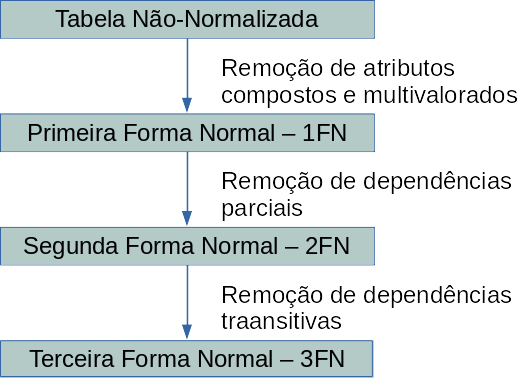 Tabela Não-Normalizada
Remoção de atributos
compostos e multivalorados
Primeira Forma Normal – 1FN
Remoção de dependências
parciais
Segunda Forma Normal – 2FN
Remoção de dependências
traansitivas
Terceira Forma Normal – 3FN